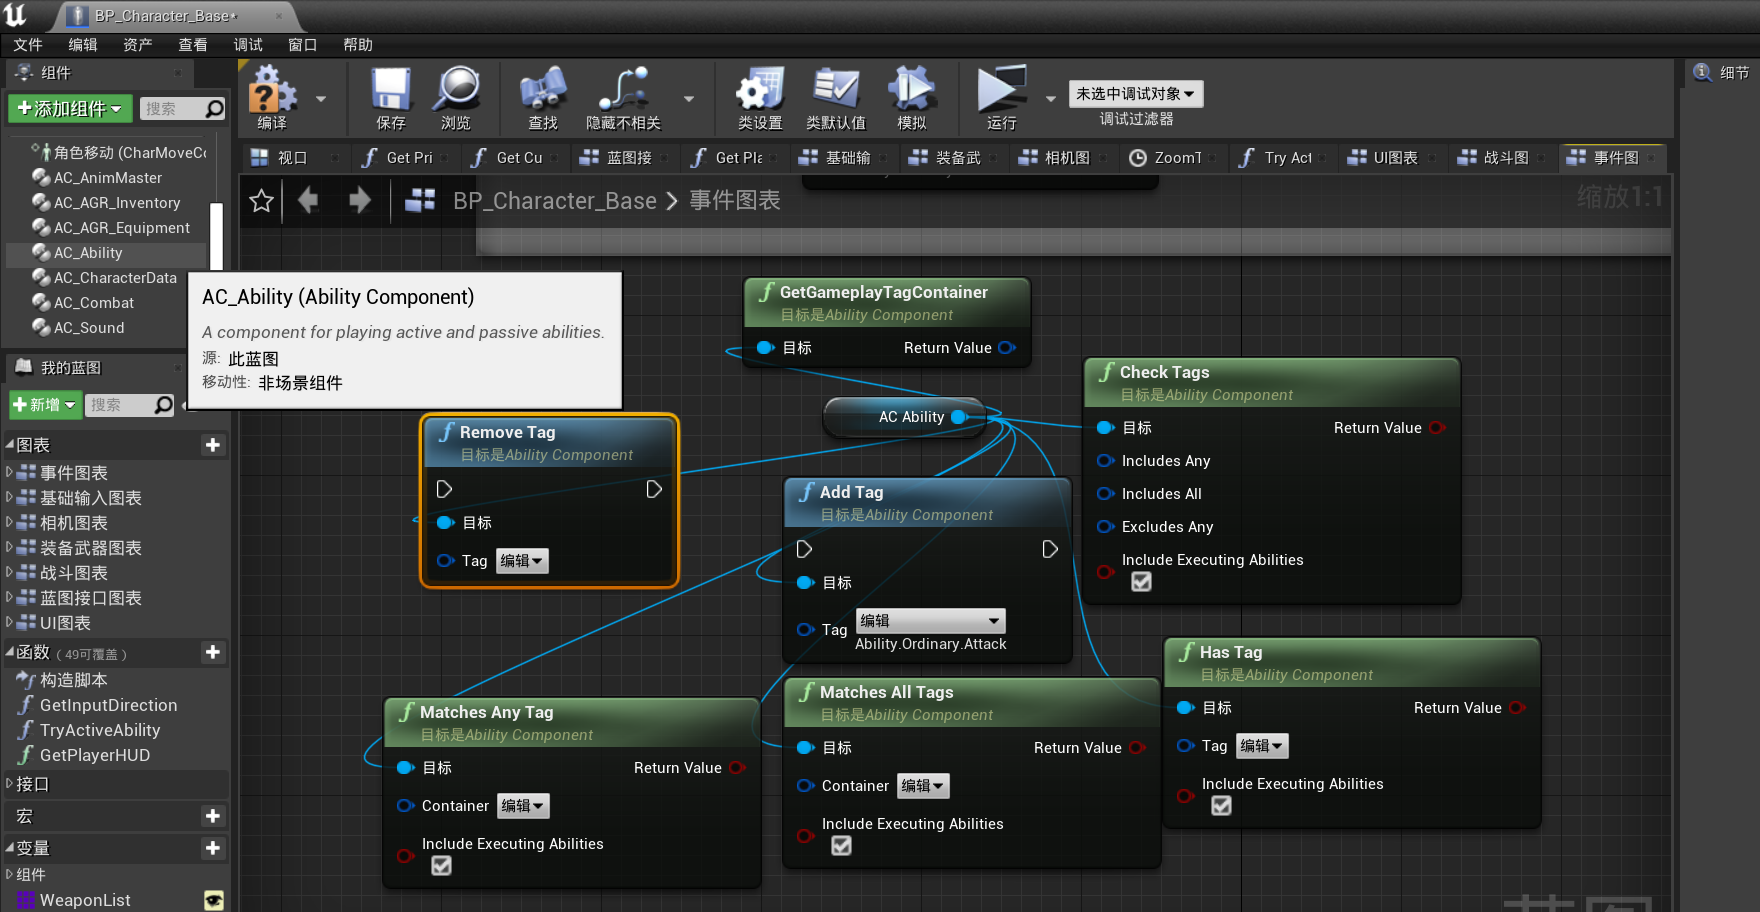 BP_Character_Base*
文件 编辑 资产 查看 调试 窗口 帮助
组件
添加组件 搜索
角色移动 (CharMoveCo
AC_AnimMaster
AC_AGR_Inventory
AC_AGR_Equipment
AC_Ability
AC_CharacterData
AC_Combat
AC_Sound
编译 保存 浏览 查找 隐藏不相关 类设置 类默认值 模拟 运行
未选中调试对象
调试过滤器
细节
视口 Get Pri Get Cu 蓝图接 Get Pla 基础输 装备武 相机图 ZoomT Try Act UI图表 战斗图 事件图
BP_Character_Base > 事件图表
缩放1:1
AC_Ability (Ability Component)
A component for playing active and passive abilities.
源: 此蓝图
移动性: 非场景组件
我的蓝图
新增 搜索
图表
事件图表
基础输入图表
相机图表
装备武器图表
战斗图表
蓝图接口图表
UI图表
函数 (49可覆盖)
构造脚本
GetInputDirection
TryActiveAbility
GetPlayerHUD
接口
宏
变量
组件
WeaponList
GetGameplayTagContainer
目标是Ability Component
目标 Return Value
AC Ability
Check Tags
目标是Ability Component
目标 Return Value
Includes Any
Includes All
Excludes Any
Include Executing Abilities
Remove Tag
目标是Ability Component
目标
Tag 编辑
Add Tag
目标是Ability Component
目标
Tag 编辑
Ability.Ordinary.Attack
Has Tag
目标是Ability Component
目标 Return Value
Tag 编辑
Include Executing Abilities
Matches Any Tag
目标是Ability Component
目标 Return Value
Container 编辑
Include Executing Abilities
Matches All Tags
目标是Ability Component
目标 Return Value
Container 编辑
Include Executing Abilities